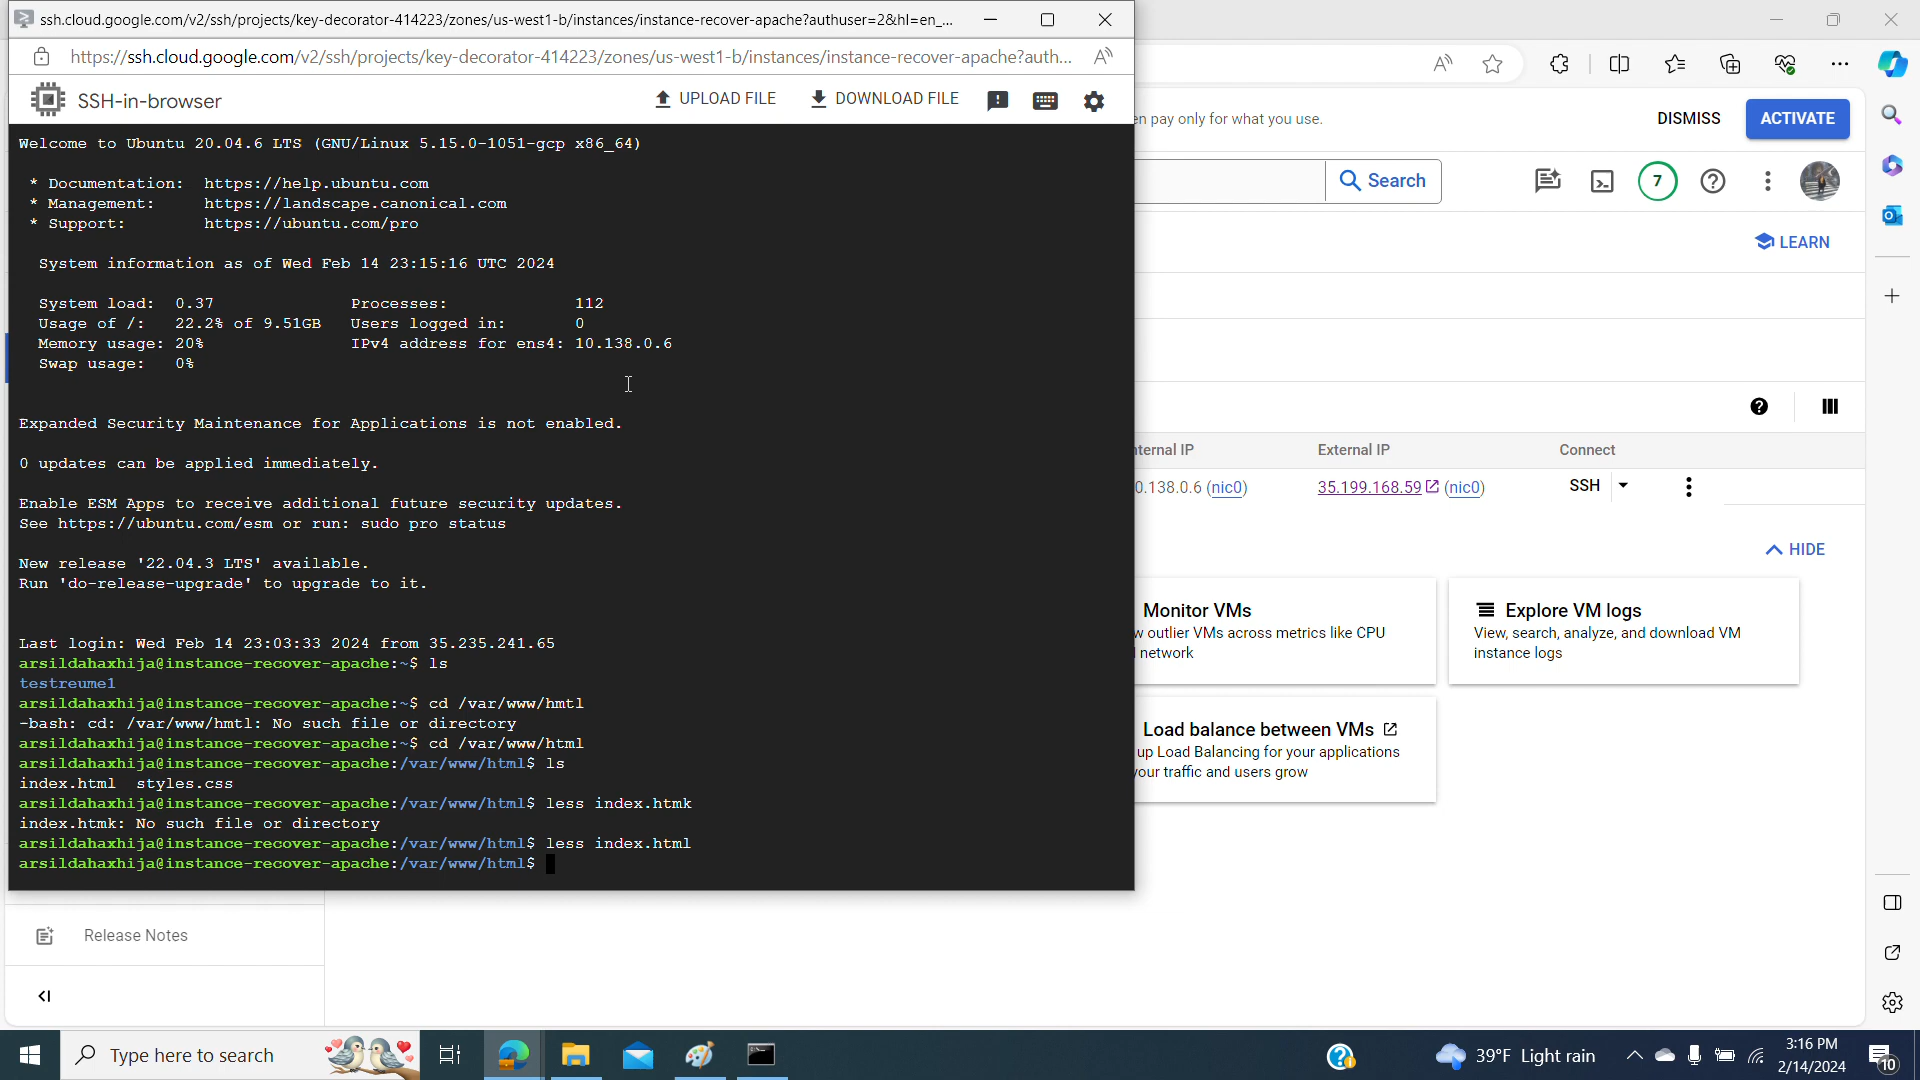 ssh.cloud.google.com/v2/ssh/projects/key-decorator-414223/zones/us-west1-b/instances/instance-recover-apache?authuser=2&hl=en_...
https://ssh.cloud.google.com/v2/ssh/projects/key-decorator-414223/zones/us-west1-b/instances/instance-recover-apache?auth...
SSH-in-browser
UPLOAD FILE
DOWNLOAD FILE
Welcome to Ubuntu 20.04.6 LTS (GNU/Linux 5.15.0-1051-gcp x86_64)
* Documentation: https://help.ubuntu.com
* Management: https://landscape.canonical.com
* Support: https://ubuntu.com/pro
System information as of Wed Feb 14 23:15:16 UTC 2024
System load: 0.37 Processes: 112
Usage of /: 22.2% of 9.51GB Users logged in: 0
Memory usage: 20% IPv4 address for ens4: 10.138.0.6
Swap usage: 0%
Expanded Security Maintenance for Applications is not enabled.
0 updates can be applied immediately.
Enable ESM Apps to receive additional future security updates.
See https://ubuntu.com/esm or run: sudo pro status
New release '22.04.3 LTS' available.
Run 'do-release-upgrade' to upgrade to it.
Last login: Wed Feb 14 23:03:33 2024 from 35.235.241.65
arsildahaxhija@instance-recover-apache:~$ ls
testreume1
arsildahaxhija@instance-recover-apache:~$ cd /var/www/hmtl
-bash: cd: /var/www/hmtl: No such file or directory
arsildahaxhija@instance-recover-apache:~$ cd /var/www/html
arsildahaxhija@instance-recover-apache:/var/www/html$ ls
index.html styles.css
arsildahaxhija@instance-recover-apache:/var/www/html$ less index.htmk
index.htmk: No such file or directory
arsildahaxhija@instance-recover-apache:/var/www/html$ less index.html
arsildahaxhija@instance-recover-apache:/var/www/html$
en pay only for what you use.
DISMISS
ACTIVATE
Search
7
LEARN
ternal IP
External IP
Connect
0.138.0.6 (nic0)
35.199.168.59 (nic0)
SSH
HIDE
Monitor VMs
w outlier VMs across metrics like CPU
network
Explore VM logs
View, search, analyze, and download VM
instance logs
Load balance between VMs
up Load Balancing for your applications
your traffic and users grow
Release Notes
Type here to search
39°F Light rain
3:16 PM
2/14/2024
10